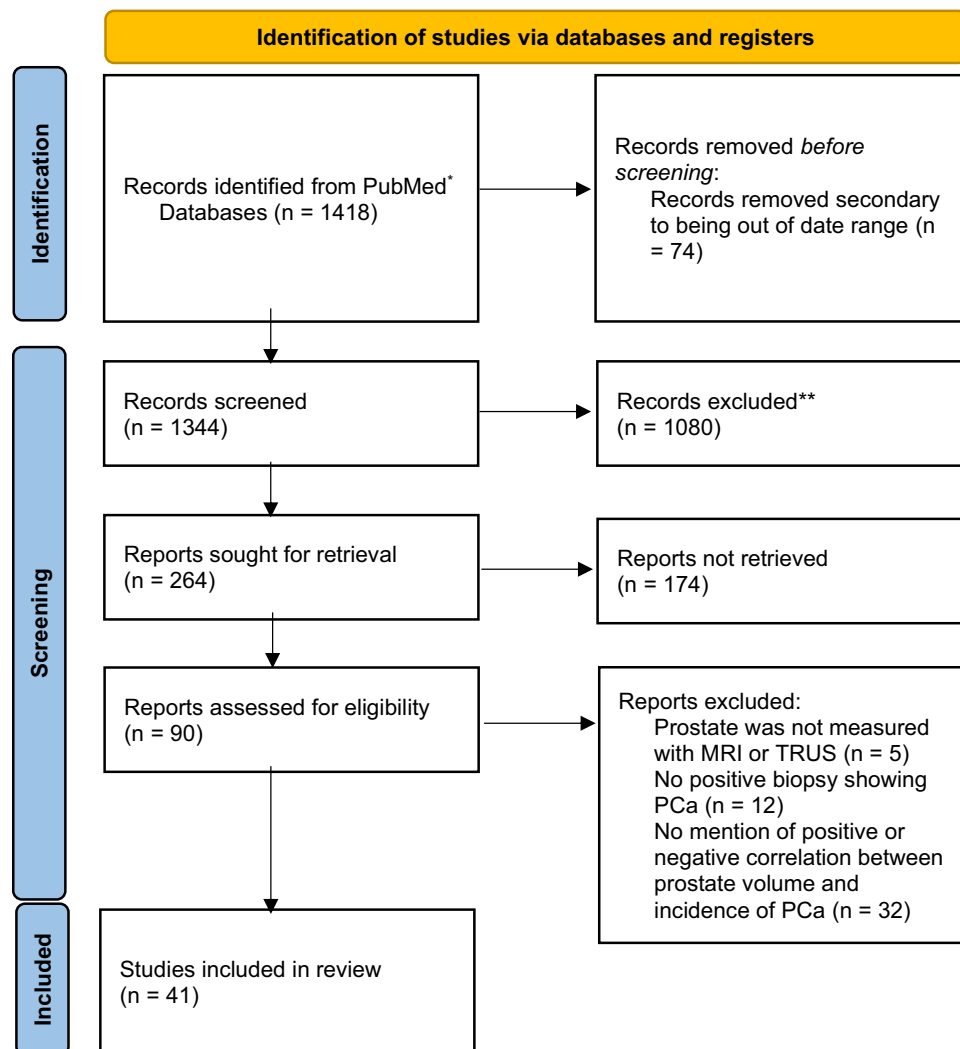 Identification of studies via databases and registers
Identification
Records identified from PubMed*
Databases (n = 1418)
Records removed before
screening:
Records removed secondary
to being out of date range (n
= 74)
Screening
Records screened
(n = 1344)
Records excluded**
(n = 1080)
Reports sought for retrieval
(n = 264)
Reports not retrieved
(n = 174)
Reports assessed for eligibility
(n = 90)
Reports excluded:
Prostate was not measured
with MRI or TRUS (n = 5)
No positive biopsy showing
PCa (n = 12)
No mention of positive or
negative correlation between
prostate volume and
incidence of PCa (n = 32)
Included
Studies included in review
(n = 41)